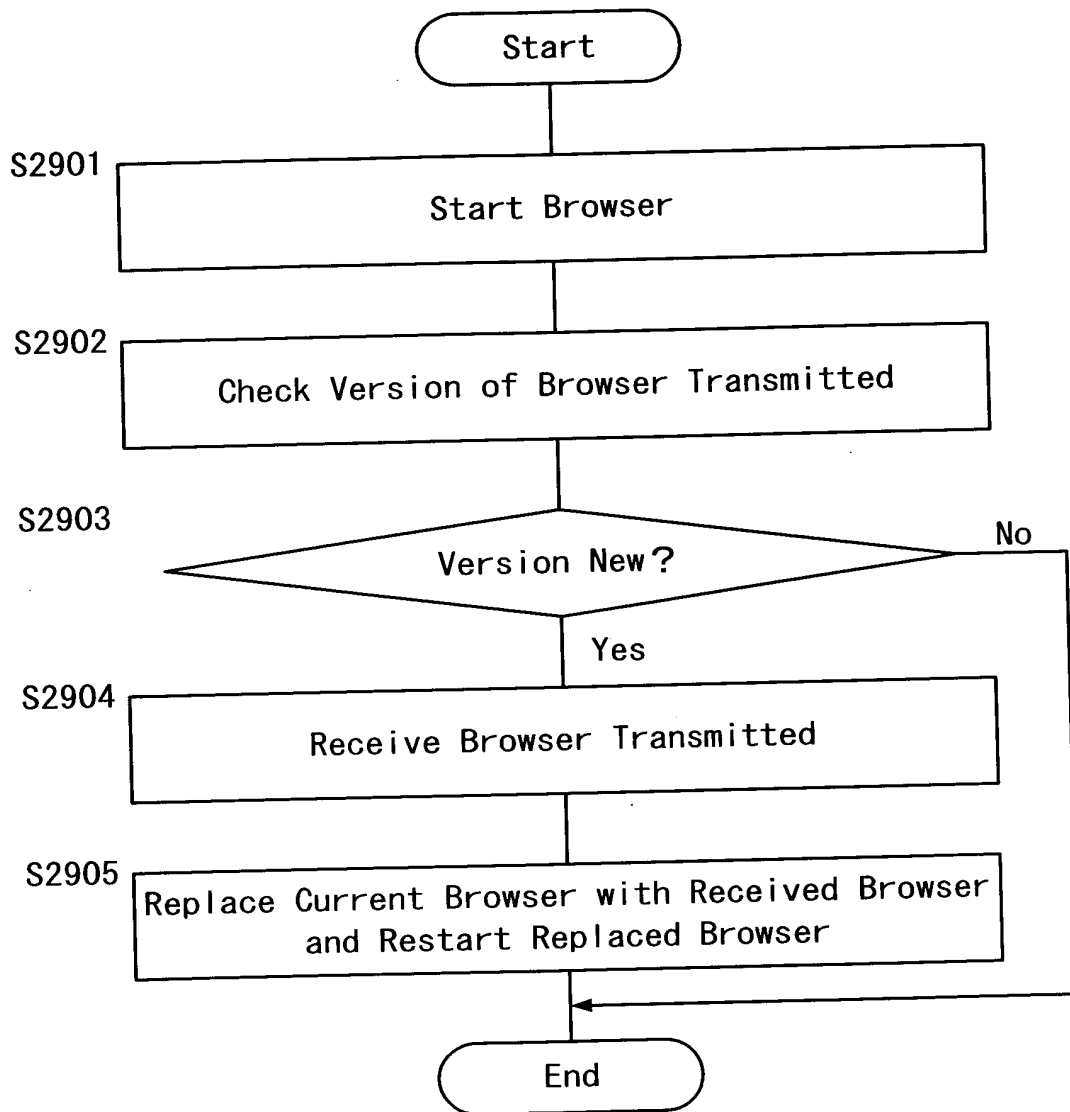 Start
S2901
Start Browser
S2902
Check Version of Browser Transmitted
S2903
Version New?
No
Yes
S2904
Receive Browser Transmitted
S2905
Replace Current Browser with Received Browser
and Restart Replaced Browser
End